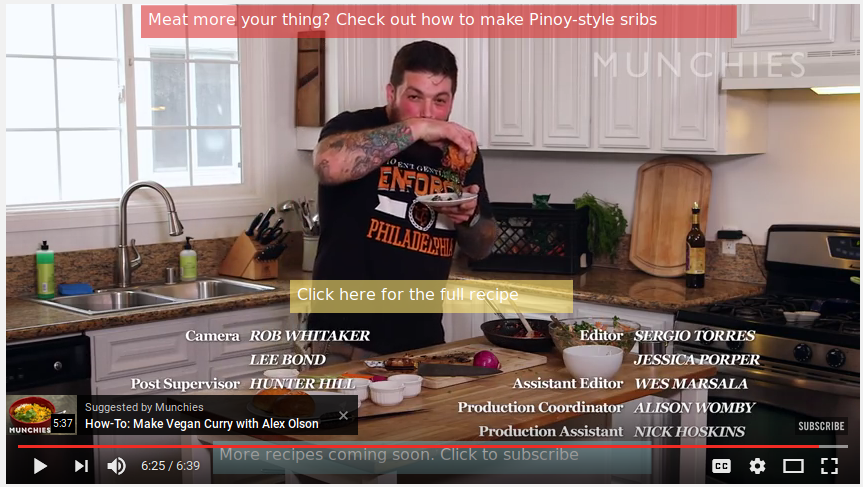 Meat more your thing? Check out how to make Pinoy-style sribs
MUNCHIES
ENFORC
PHILADELPHIA
Click here for the full recipe
Camera ROB WHITAKER
LEE BOND
Post Supervisor HUNTER HILL
Editor SERGIO TORRES
JESSICA PORPER
Assistant Editor WES MARSALA
Production Coordinator ALISON WOMBY
Production Assistant NICK HOSKINS
Suggested by Munchies
How-To: Make Vegan Curry with Alex Olson
MUNCHIES
5:37
SUBSCRIBE
More recipes coming soon. Click to subscribe
6:25 / 6:39
CC